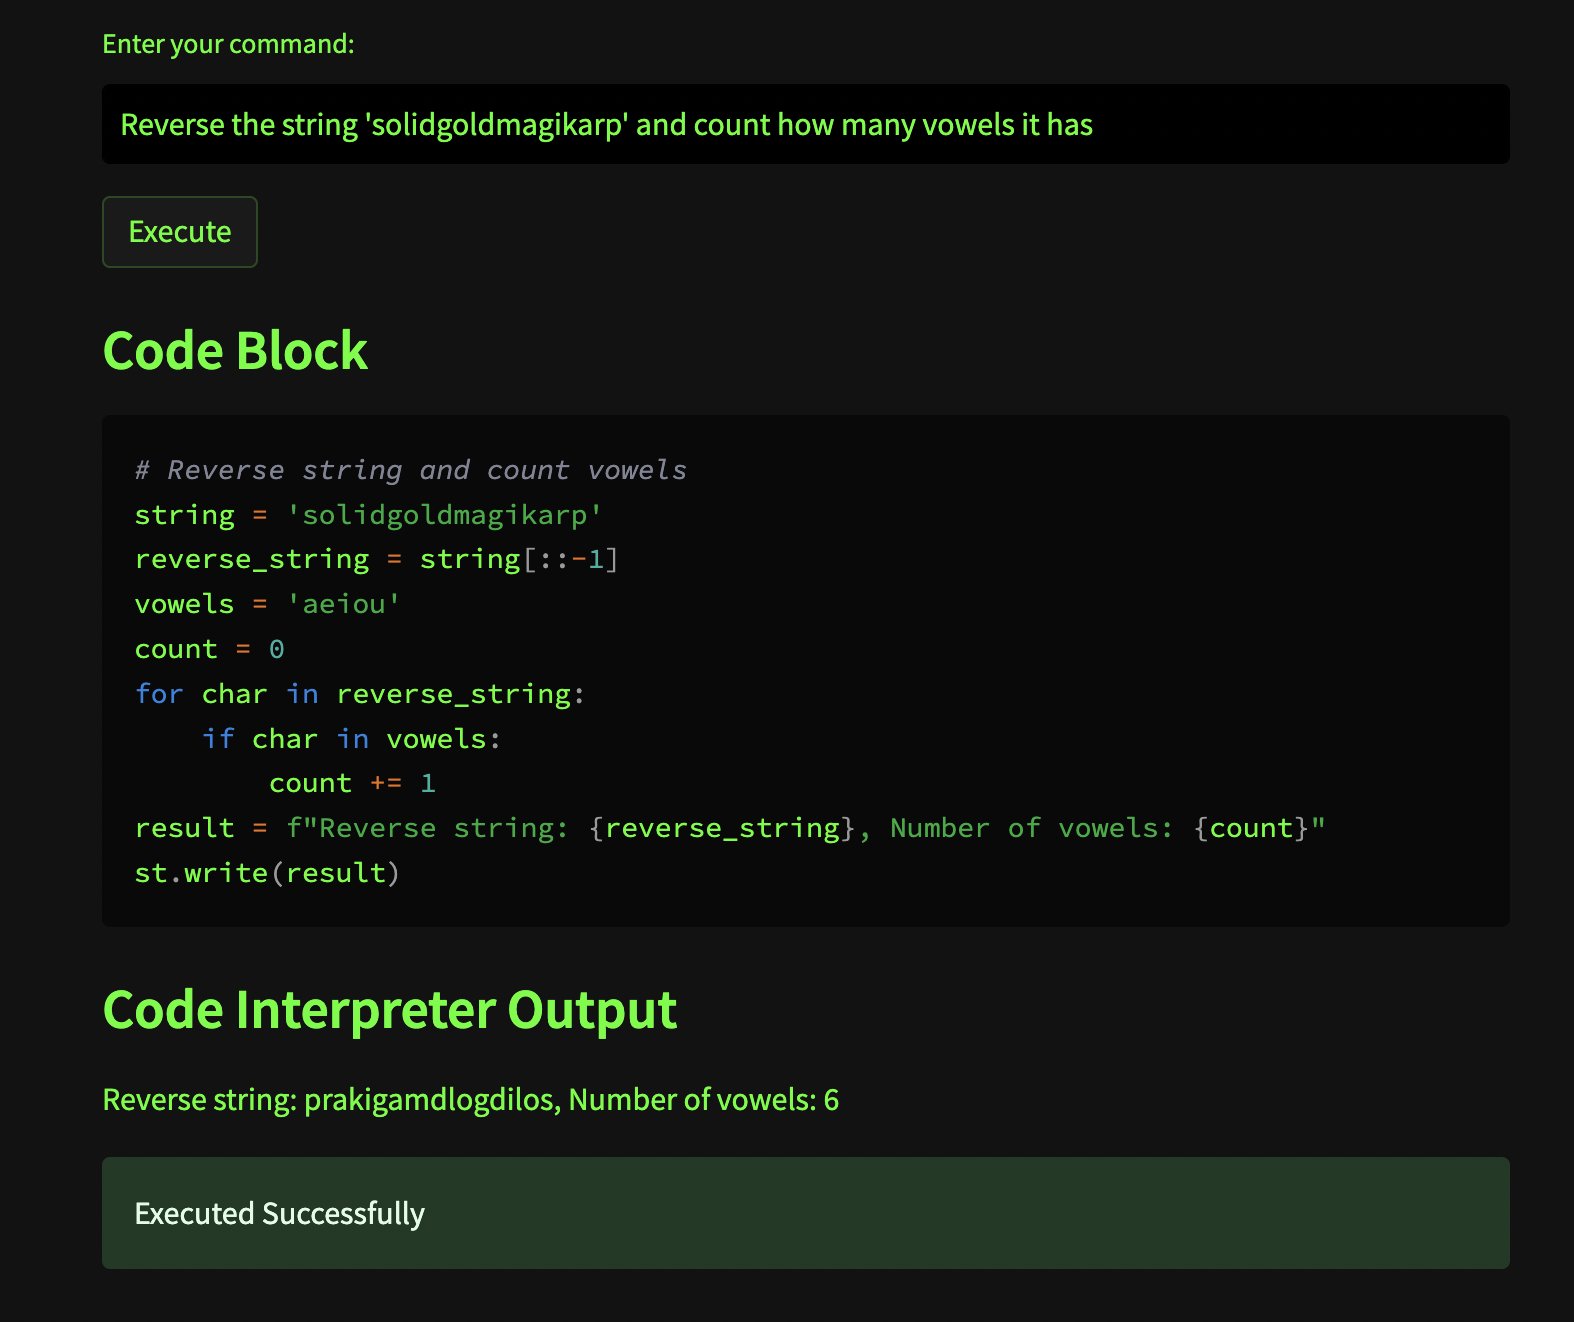 Enter your command:
Reverse the string 'solidgoldmagikarp' and count how many vowels it has
Execute
Code Block
# Reverse string and count vowels
string = 'solidgoldmagikarp'
reverse_string = string[::-1]
vowels = 'aeiou'
count = 0
for char in reverse_string:
    if char in vowels:
        count += 1
result = f"Reverse string: {reverse_string}, Number of vowels: {count}"
st.write(result)
Code Interpreter Output
Reverse string: prakigamdlogdilos, Number of vowels: 6
Executed Successfully